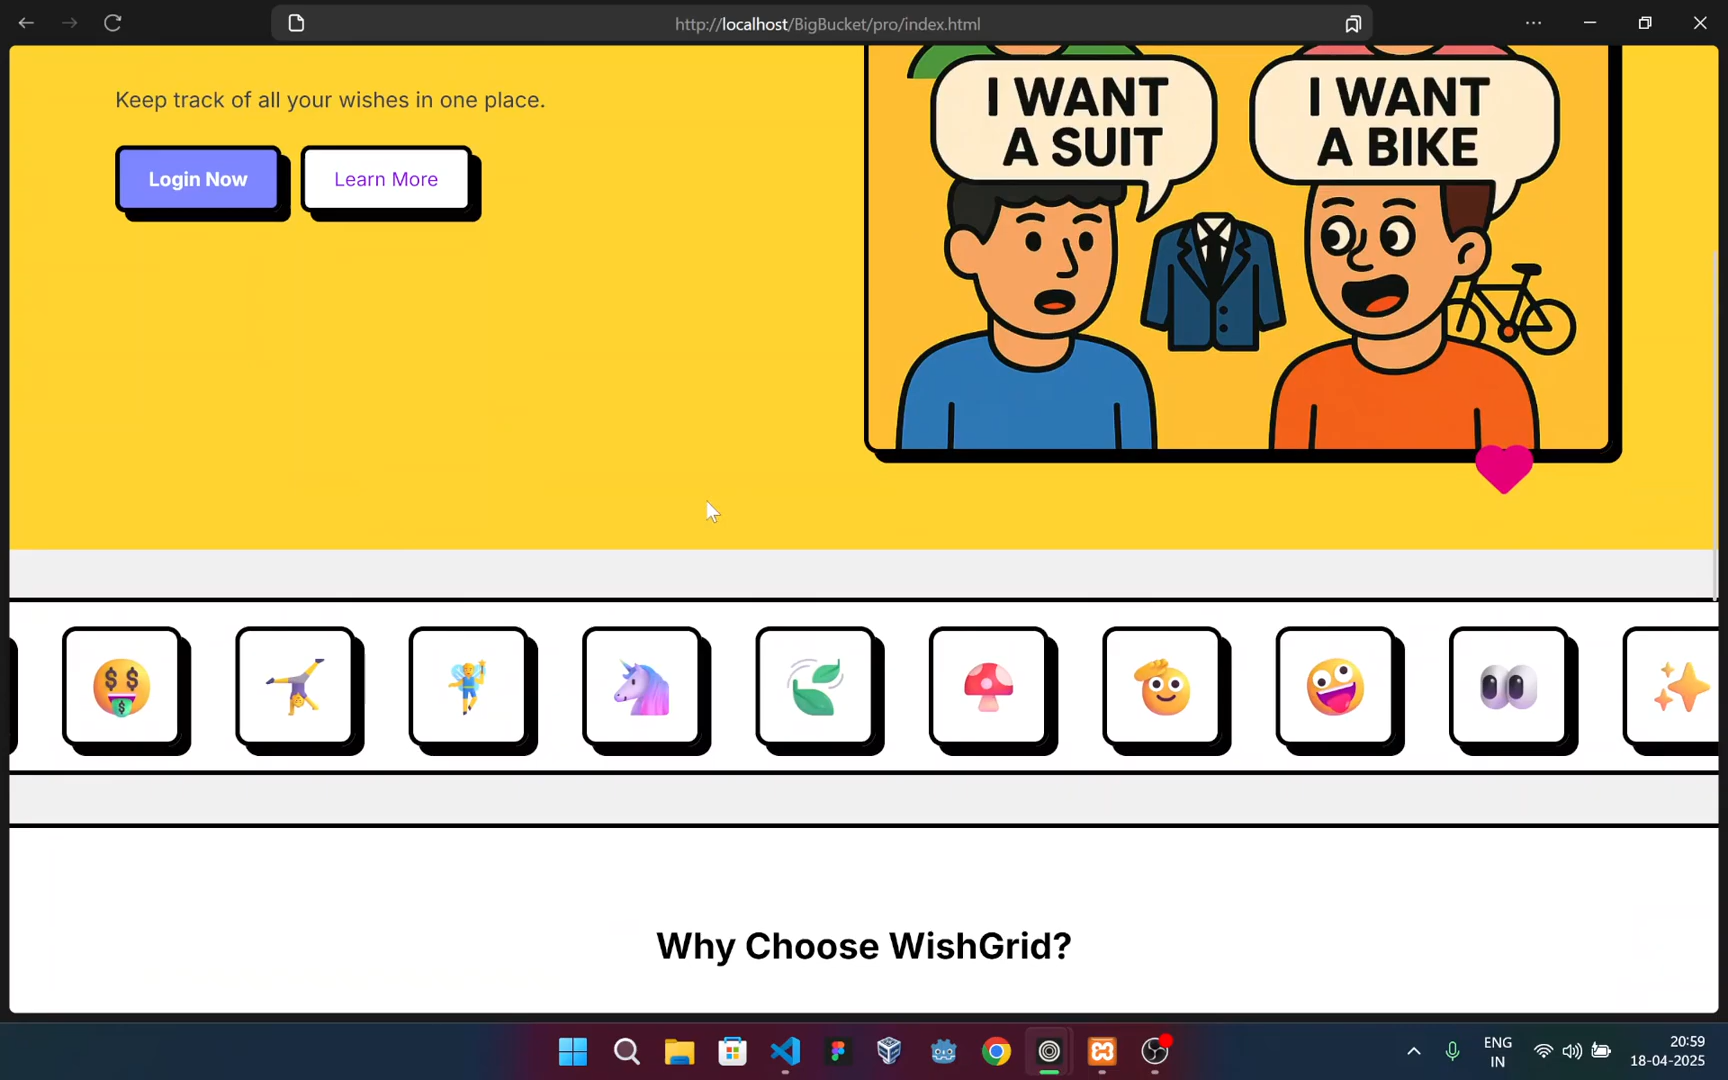 http://localhost/BigBucket/pro/index.html
I WANT
A SUIT
I WANT
A BIKE
Keep track of all your wishes in one place.
Login Now
Learn More
Why Choose WishGrid?
ENG
IN
20:59
18-04-2025